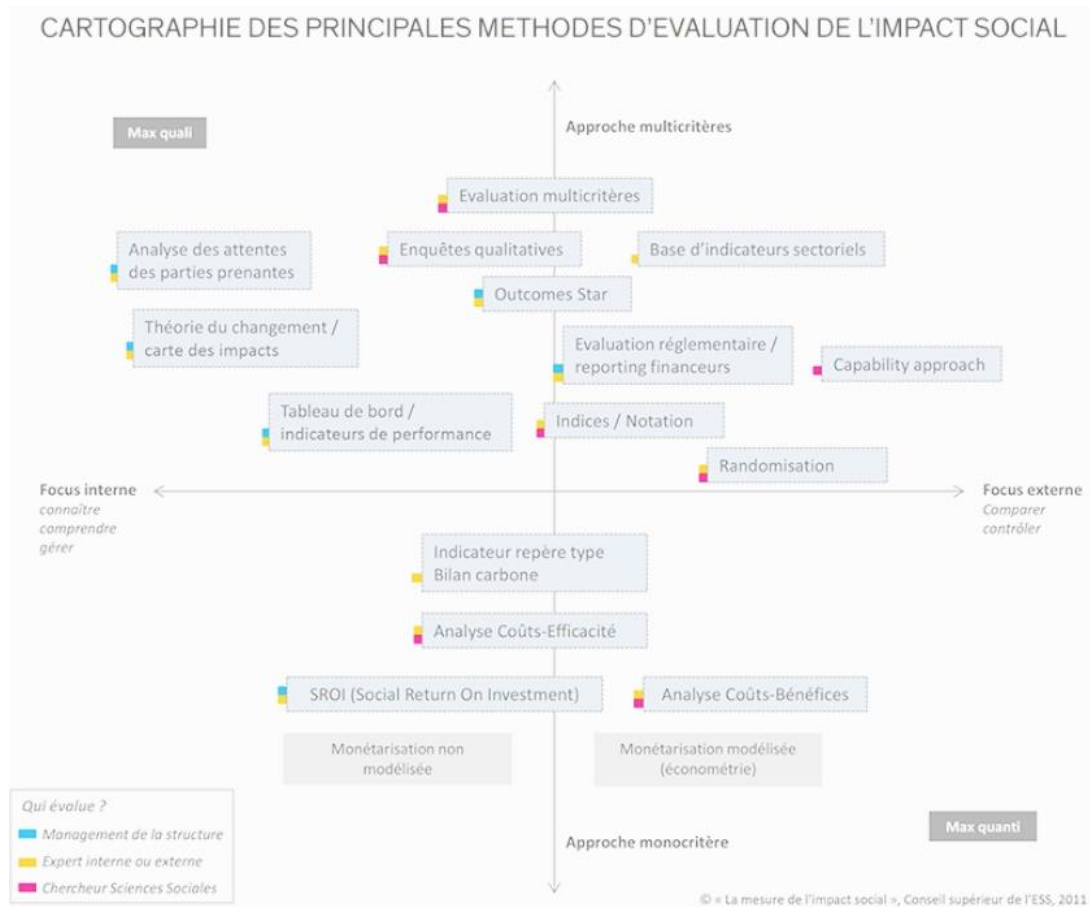 CARTOGRAPHIE DES PRINCIPALES METHODES D'EVALUATION DE L'IMPACT SOCIAL
Max quali
Approche multicritères
Evaluation multicritères
Analyse des attentes
des parties prenantes
Enquêtes qualitatives
Base d'indicateurs sectoriels
Outcomes Star
Théorie du changement /
carte des impacts
Evaluation réglementaire /
reporting financeurs
Capability approach
Tableau de bord /
indicateurs de performance
Indices / Notation
Randomisation
Focus interne
connaître
comprendre
gérer
Focus externe
Comparer
contrôler
Indicateur repère type
Bilan carbone
Analyse Coûts-Efficacité
SROI (Social Return On Investment)
Analyse Coûts-Bénéfices
Monétarisation non
modélisée
Monétarisation modélisée
(économétrie)
Qui évalue ?
Management de la structure
Expert interne ou externe
Chercheur Sciences Sociales
Approche monocritère
Max quanti
© « La mesure de l'impact social », Conseil supérieur de l'ESS, 2011